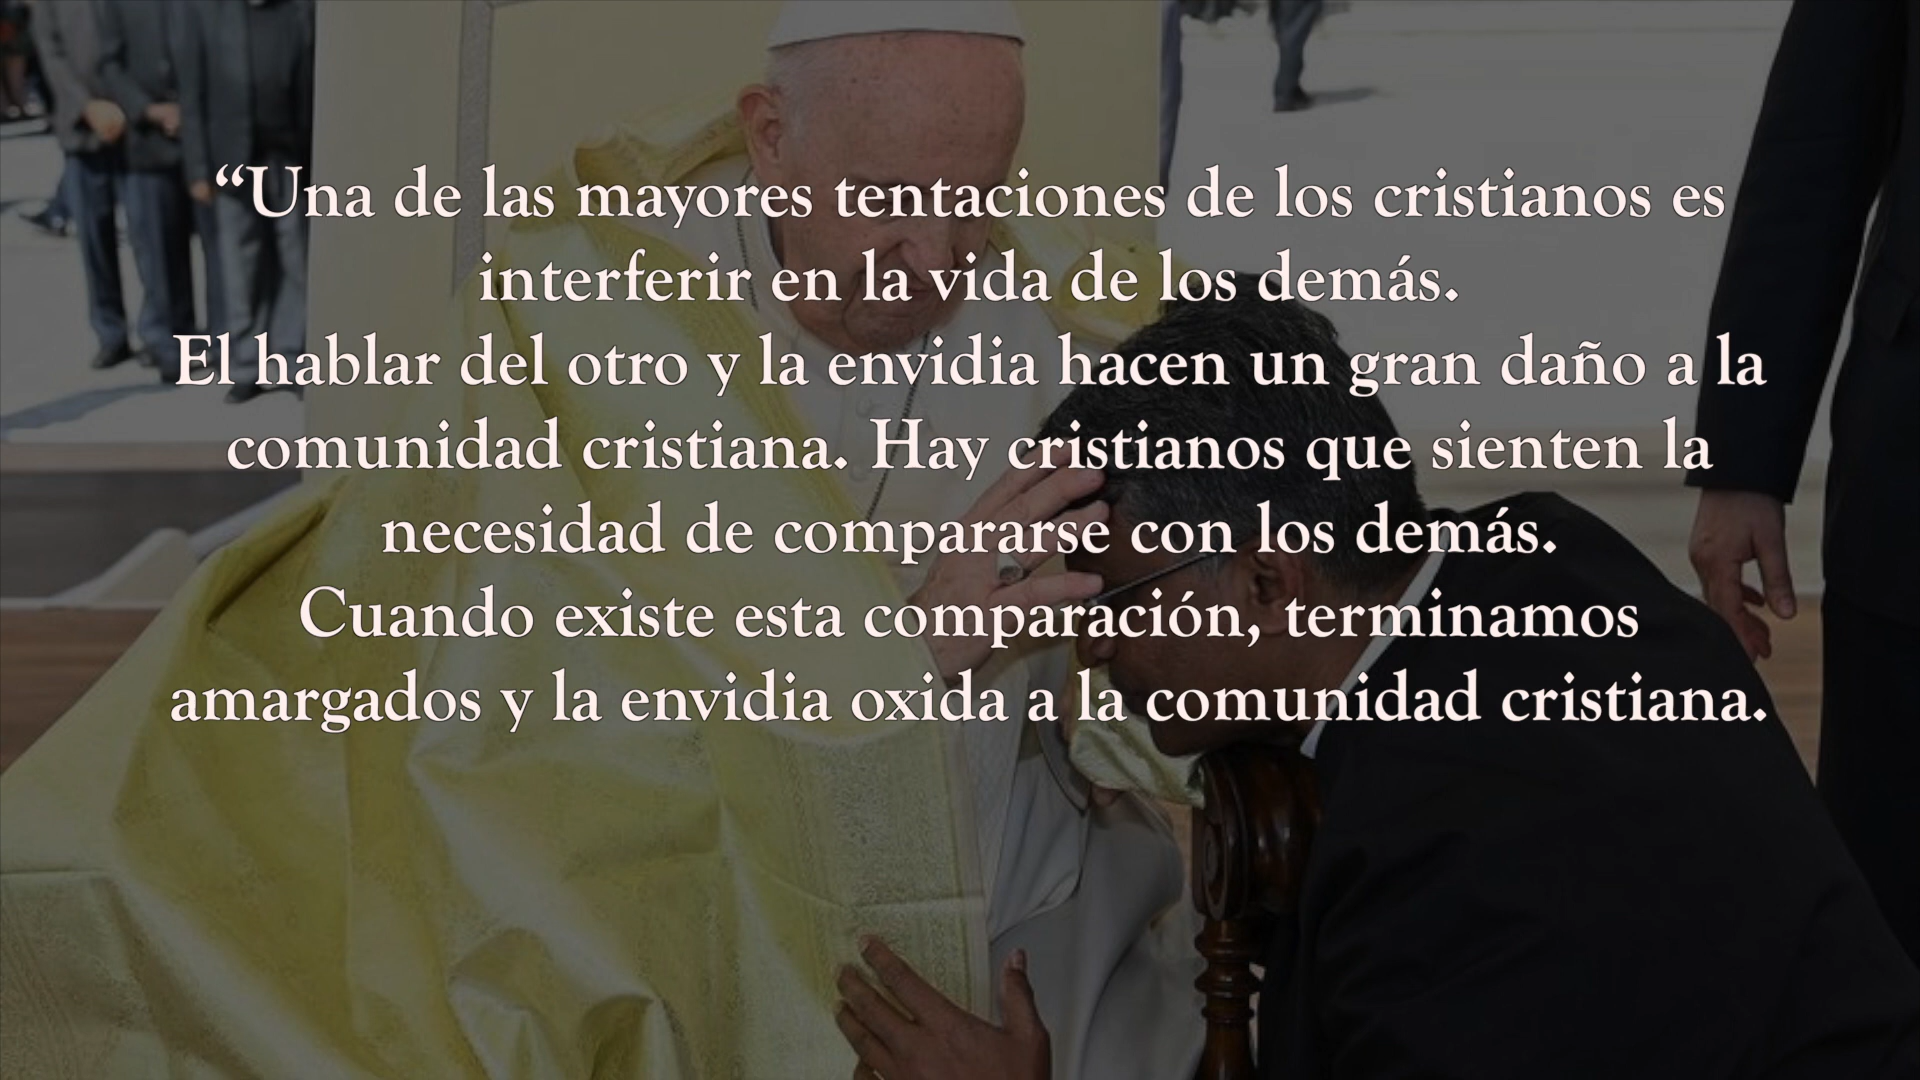 “Una de las mayores tentaciones de los cristianos es
interferir en la vida de los demás.
El hablar del otro y la envidia hacen un gran daño a la
comunidad cristiana. Hay cristianos que sienten la
necesidad de compararse con los demás.
Cuando existe esta comparación, terminamos
amargados y la envidia oxida a la comunidad cristiana.